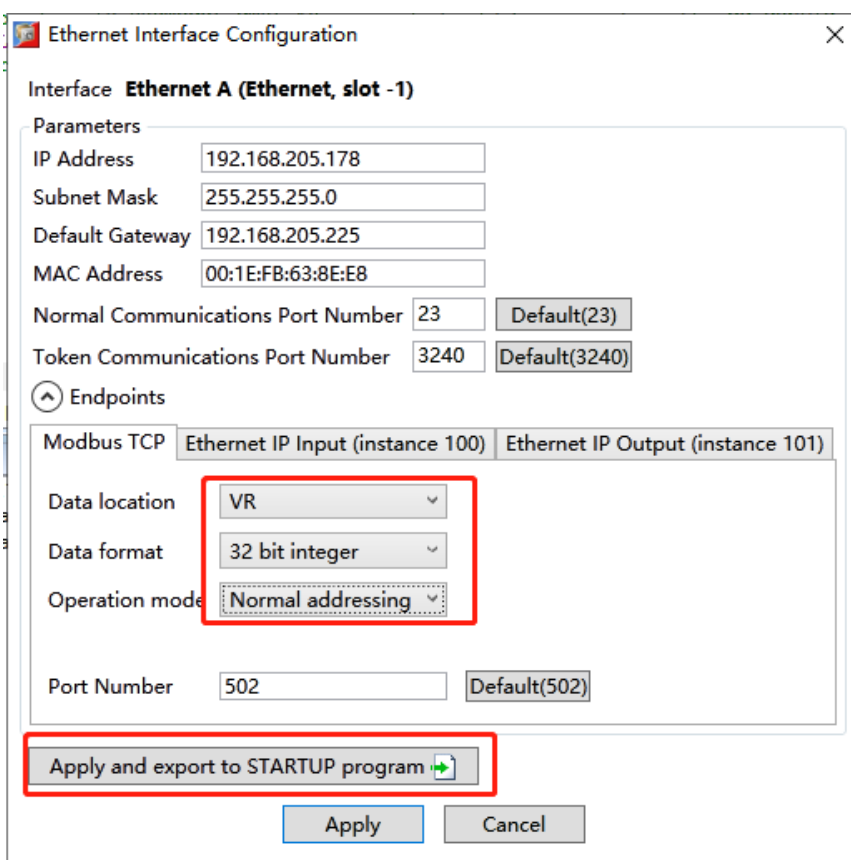 Ethernet Interface Configuration
Interface Ethernet A (Ethernet, slot -1)
Parameters
IP Address 192.168.205.178
Subnet Mask 255.255.255.0
Default Gateway 192.168.205.225
MAC Address 00:1E:FB:63:8E:E8
Normal Communications Port Number 23 Default(23)
Token Communications Port Number 3240 Default(3240)
Endpoints
Modbus TCP Ethernet IP Input (instance 100) Ethernet IP Output (instance 101)
Data location VR
Data format 32 bit integer
Operation mode Normal addressing
Port Number 502 Default(502)
Apply and export to STARTUP program
Apply Cancel